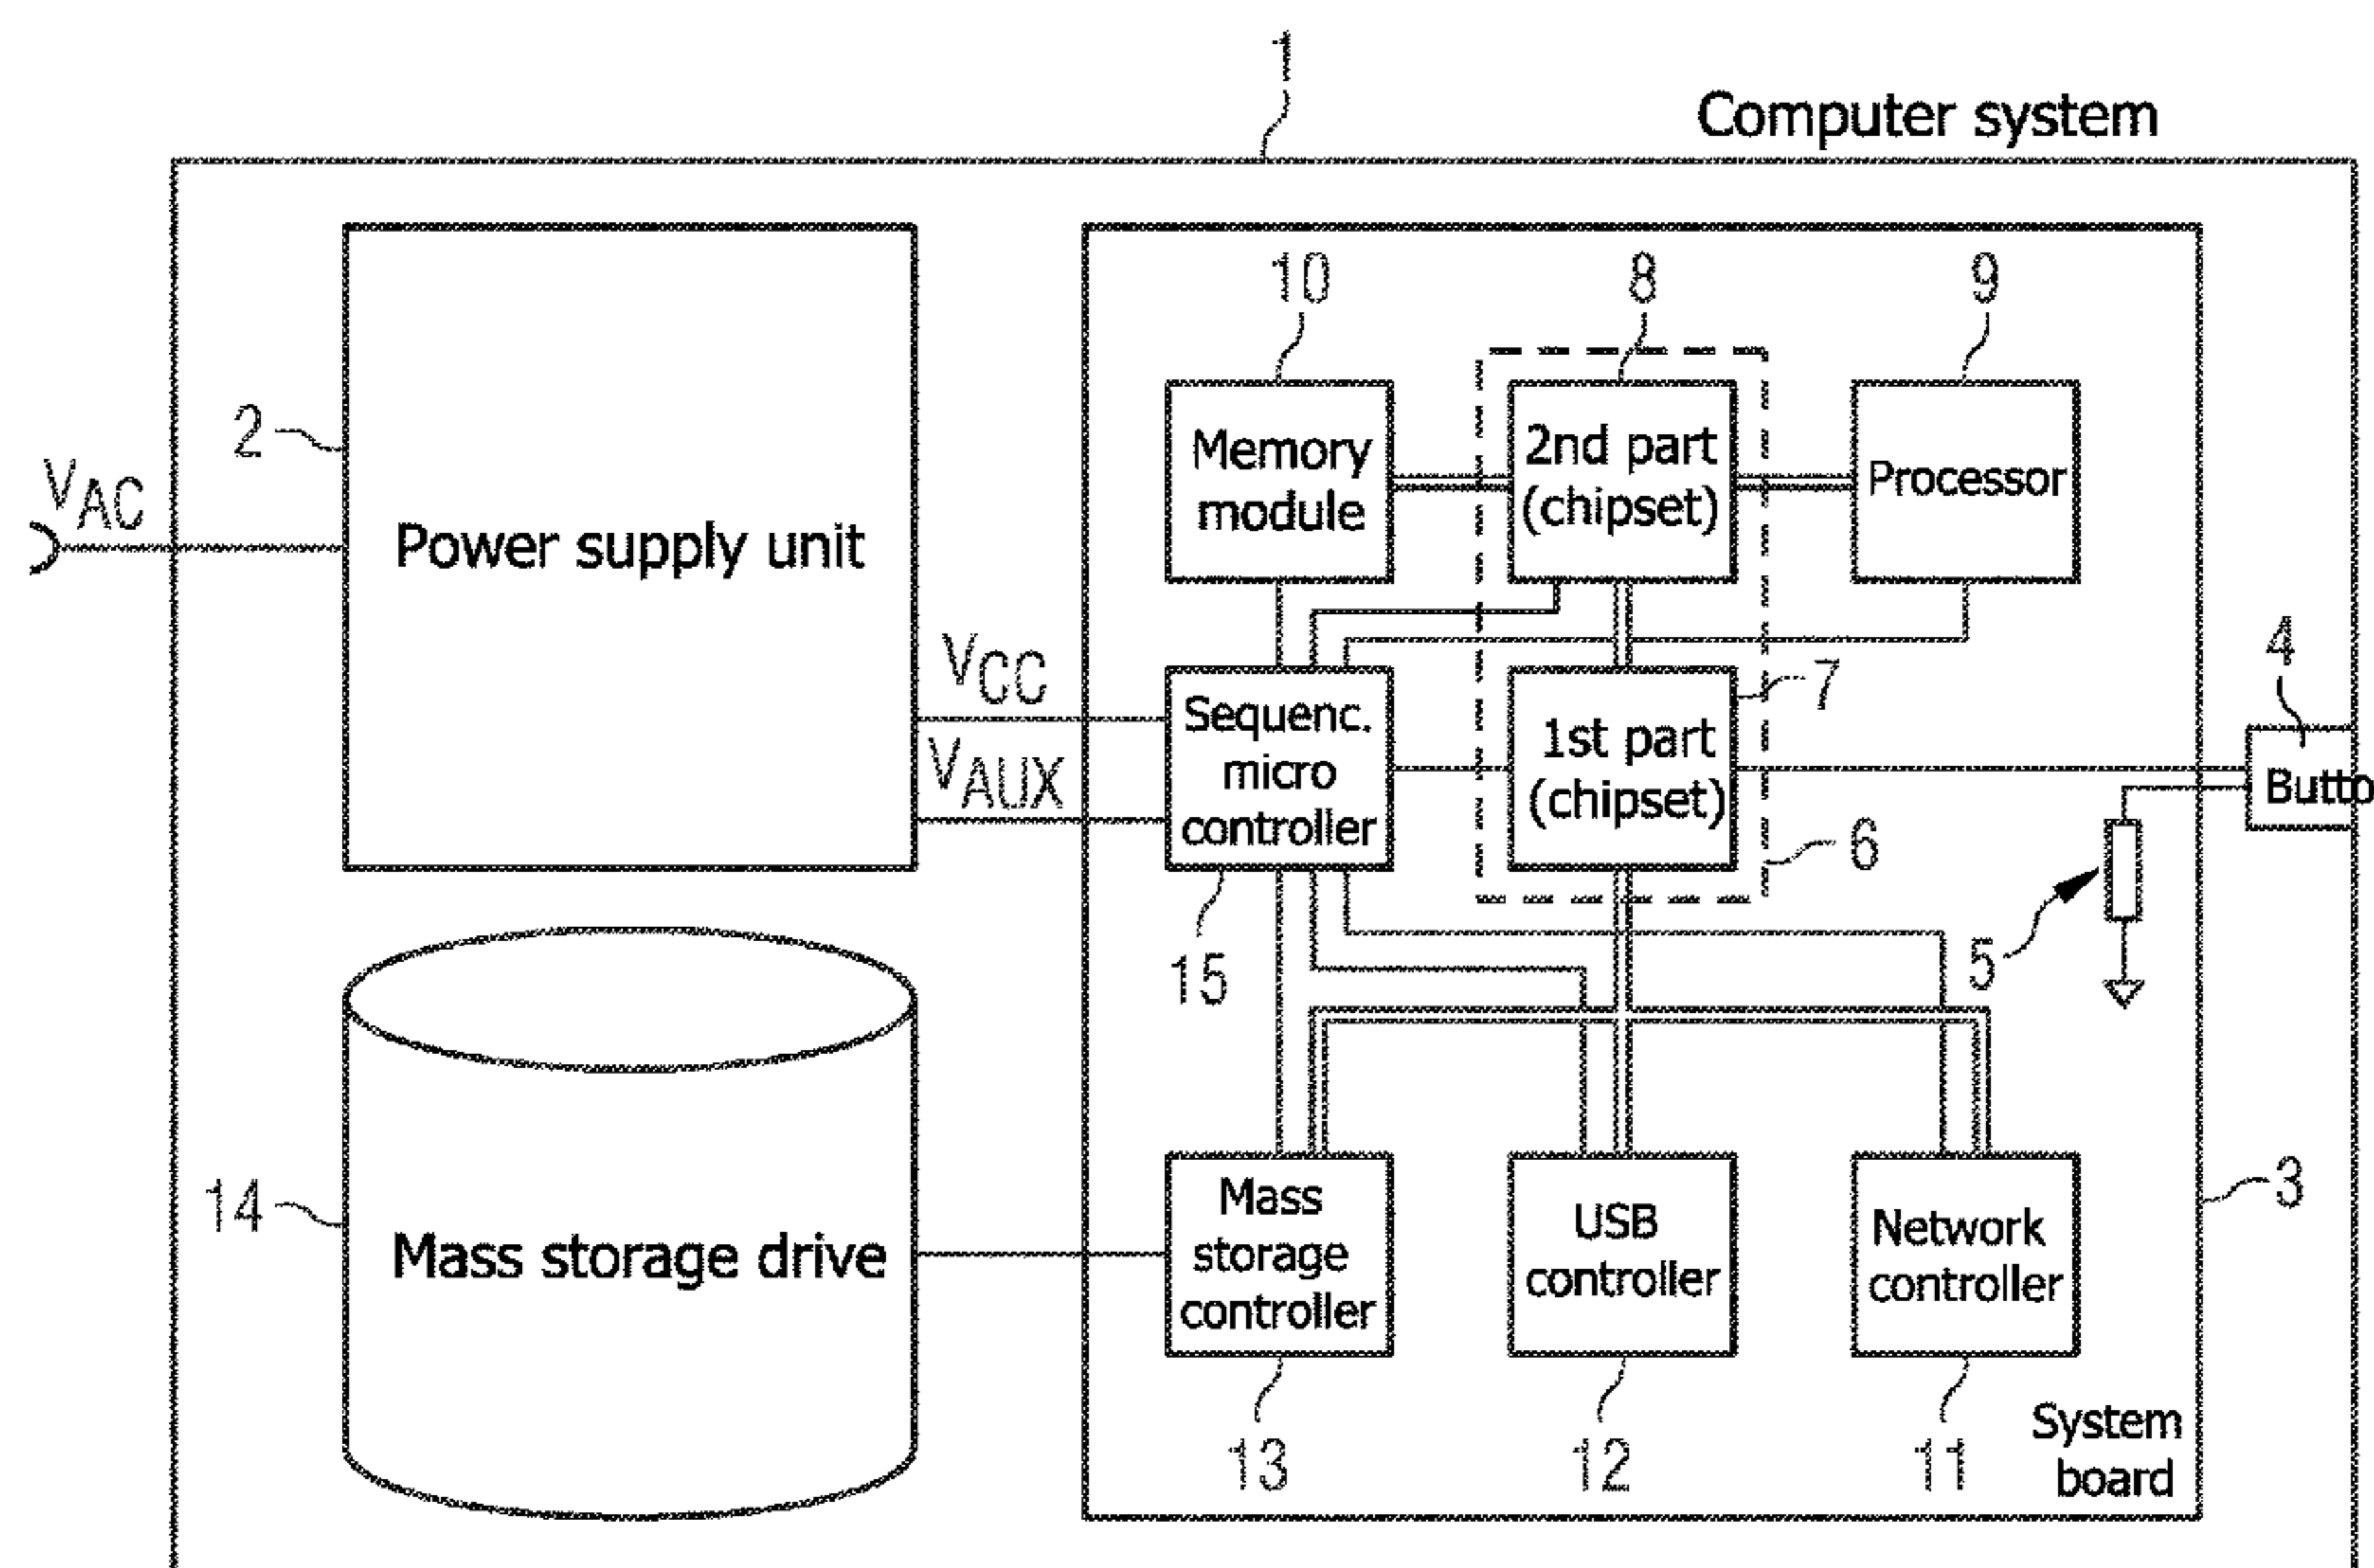 1
Computer system
10
8
9
2
Memory
module
2nd part
(chipset)
Processor
VAC
Power supply unit
4
VCC
7
Sequenc.
micro
controller
1st part
(chipset)
VAUX
Butto
6
15
5
14
Mass storage drive
Mass
storage
controller
USB
controller
Network
controller
3
13
12
11
System
board